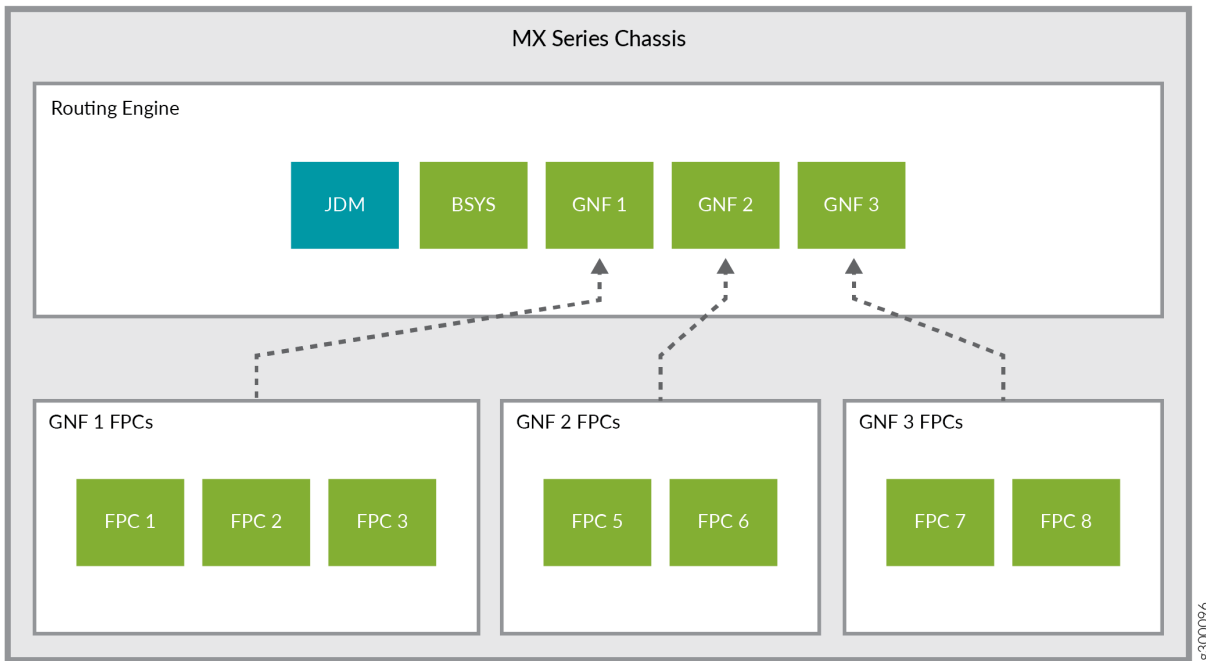 MX Series Chassis
Routing Engine
JDM
BSYS
GNF 1
GNF 2
GNF 3
GNF 1 FPCs
GNF 2 FPCs
GNF 3 FPCs
FPC 1
FPC 2
FPC 3
FPC 5
FPC 6
FPC 7
FPC 8
g300096